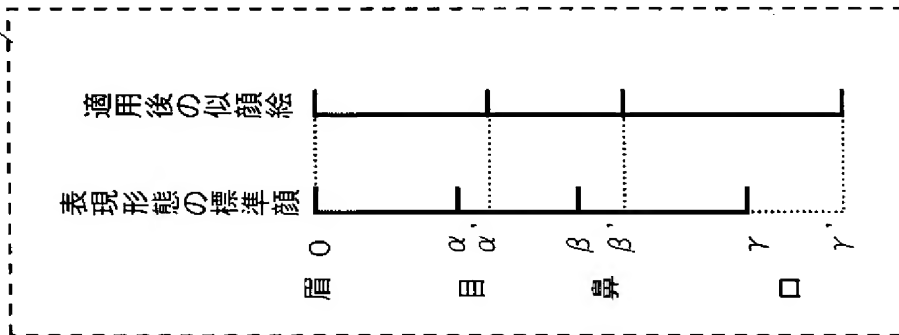 表現形態の標準顔
適用後の似顔絵
眉 0
目 α
α'
鼻 β
β'
口 γ
γ'